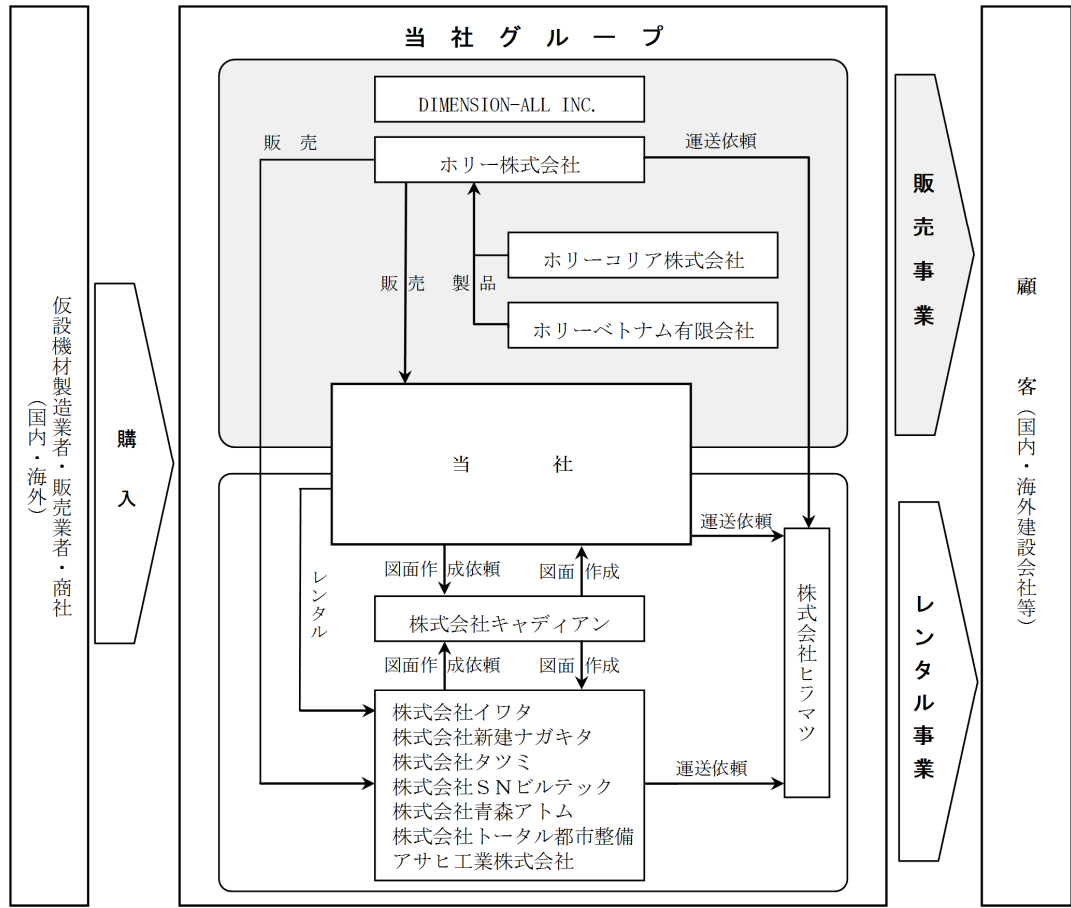 当社グループ
仮設機材製造業者・販売業者・商社
（国内・海外）
購入
DIMENSION-ALL INC.
販売
ホリー株式会社
運送依頼
ホリーコリア株式会社
販売
製品
ホリーベトナム有限会社
当社
運送依頼
図面作成依頼
図面作成
レンタル
株式会社キャディアン
図面作成依頼
図面作成
株式会社イワタ
株式会社新建ナガキタ
株式会社タツミ
株式会社ＳＮビルテック
株式会社青森アトム
株式会社トータル都市整備
アサヒ工業株式会社
運送依頼
株式会社ヒラマツ
販売事業
レンタル事業
顧客（国内・海外建設会社等）